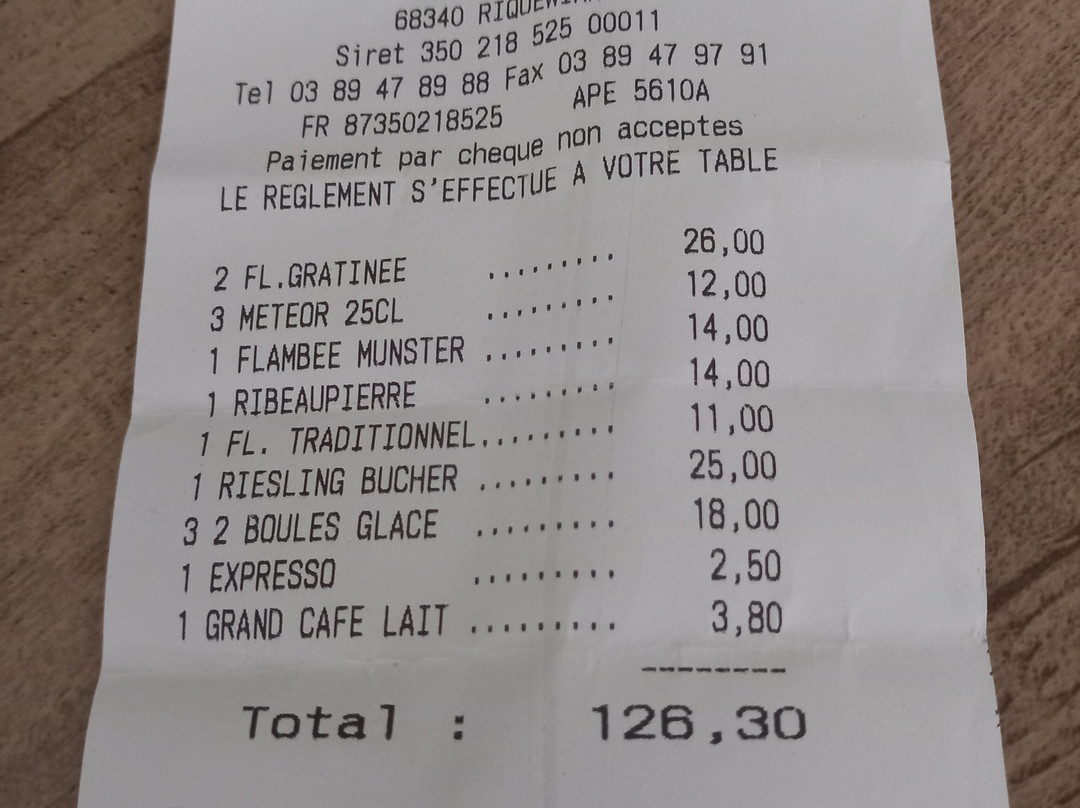 68340
Siret 350 218 525 00011
Tel 03 89 47 89 88 Fax 03 89 47 97 91
FR 87350218525 APE 5610A
Paiement par cheque non acceptes
LE REGLEMENT S'EFFECTUE A VOTRE TABLE
2 FL.GRATINEE ......... 26,00
3 METEOR 25CL ......... 12,00
1 FLAMBEE MUNSTER ......... 14,00
1 RIBEAUPIERRE ......... 14,00
1 FL. TRADITIONNEL......... 11,00
1 RIESLING BUCHER ......... 25,00
3 2 BOULES GLACE ......... 18,00
1 EXPRESSO ......... 2,50
1 GRAND CAFE LAIT ......... 3,80
--------
Total : 126,30